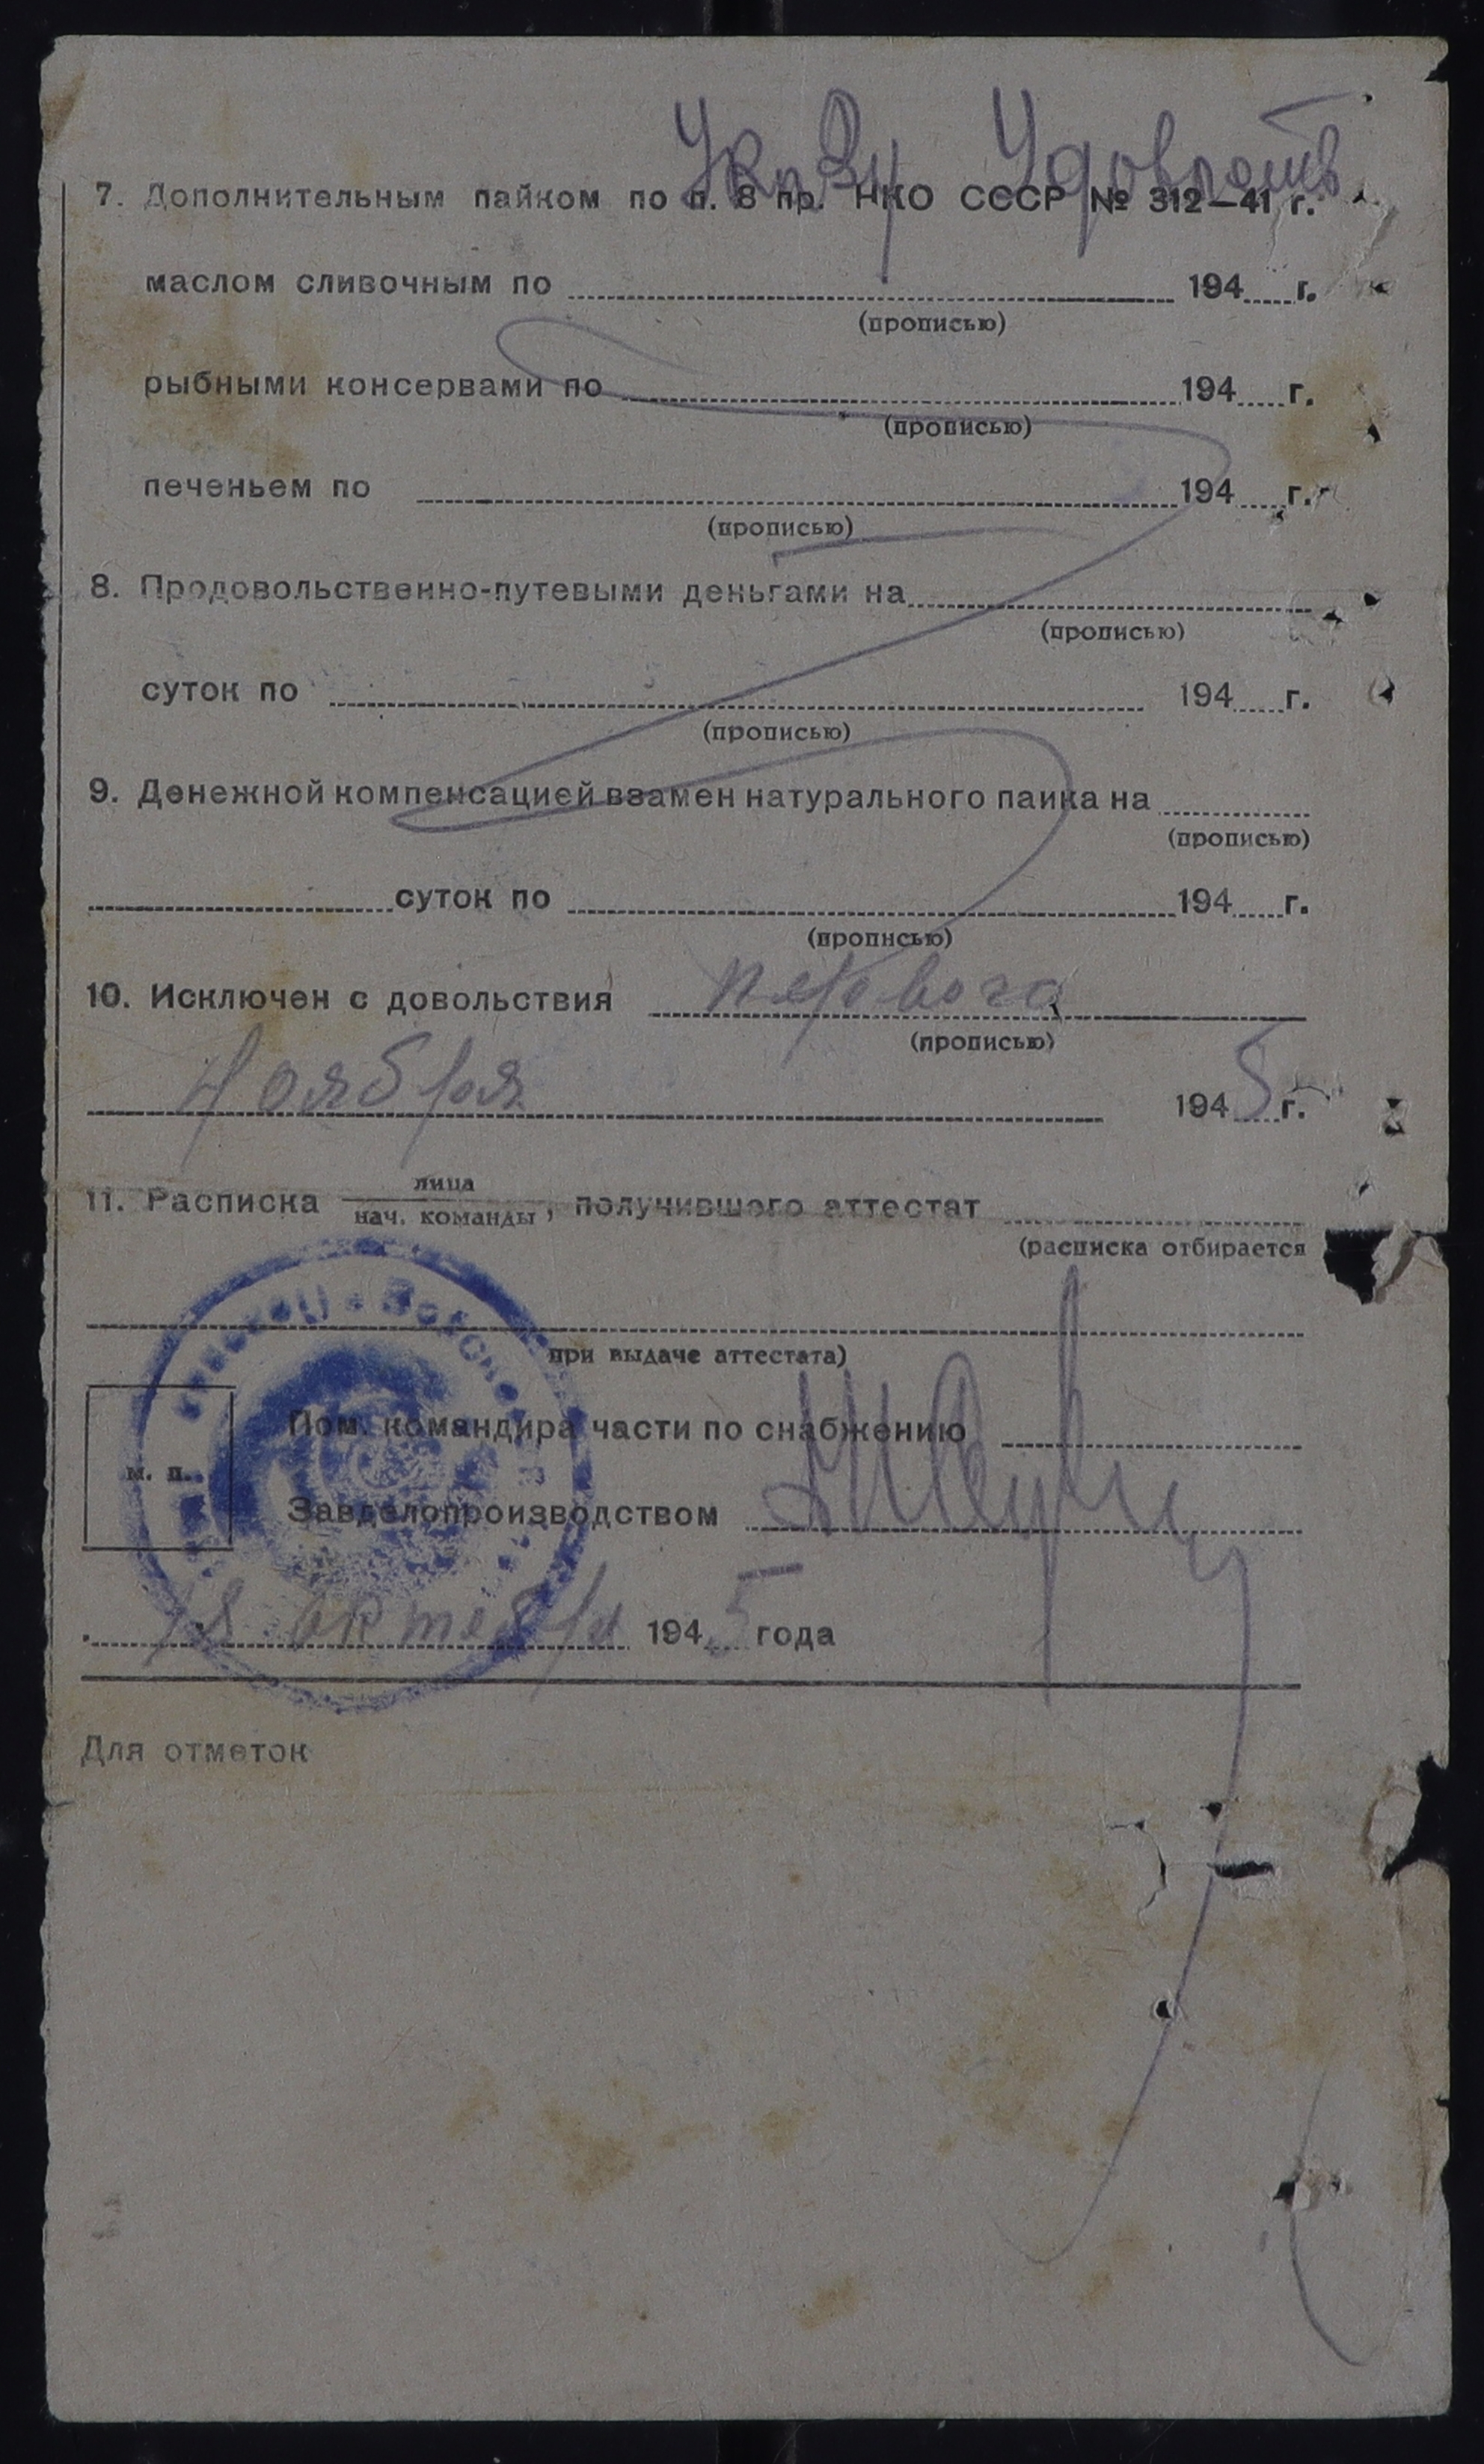 7. Дополнительным пайком по п. 8 пр. НКО СССР № 312—41 г.
маслом сливочным по 194 г.
(прописью)
рыбными консервами по 194 г.
(прописью)
печеньем по 194 г.
(прописью)
8. Продовольственно-путевыми деньгами на
(прописью)
суток по 194 г.
(прописью)
9. Денежной компенсацией взамен натурального пайка на
(прописью)
суток по 194 г.
(прописью)
10. Исключен с довольствия первого
(прописью)
Ноября 1945 г.
11. Расписка лица
нач. команды, получившего аттестат
(расписка отбирается
при выдаче аттестата)
Пом. командира части по снабжению
м. п.
Завделопроизводством
18 октября 1945 года
Для отметок